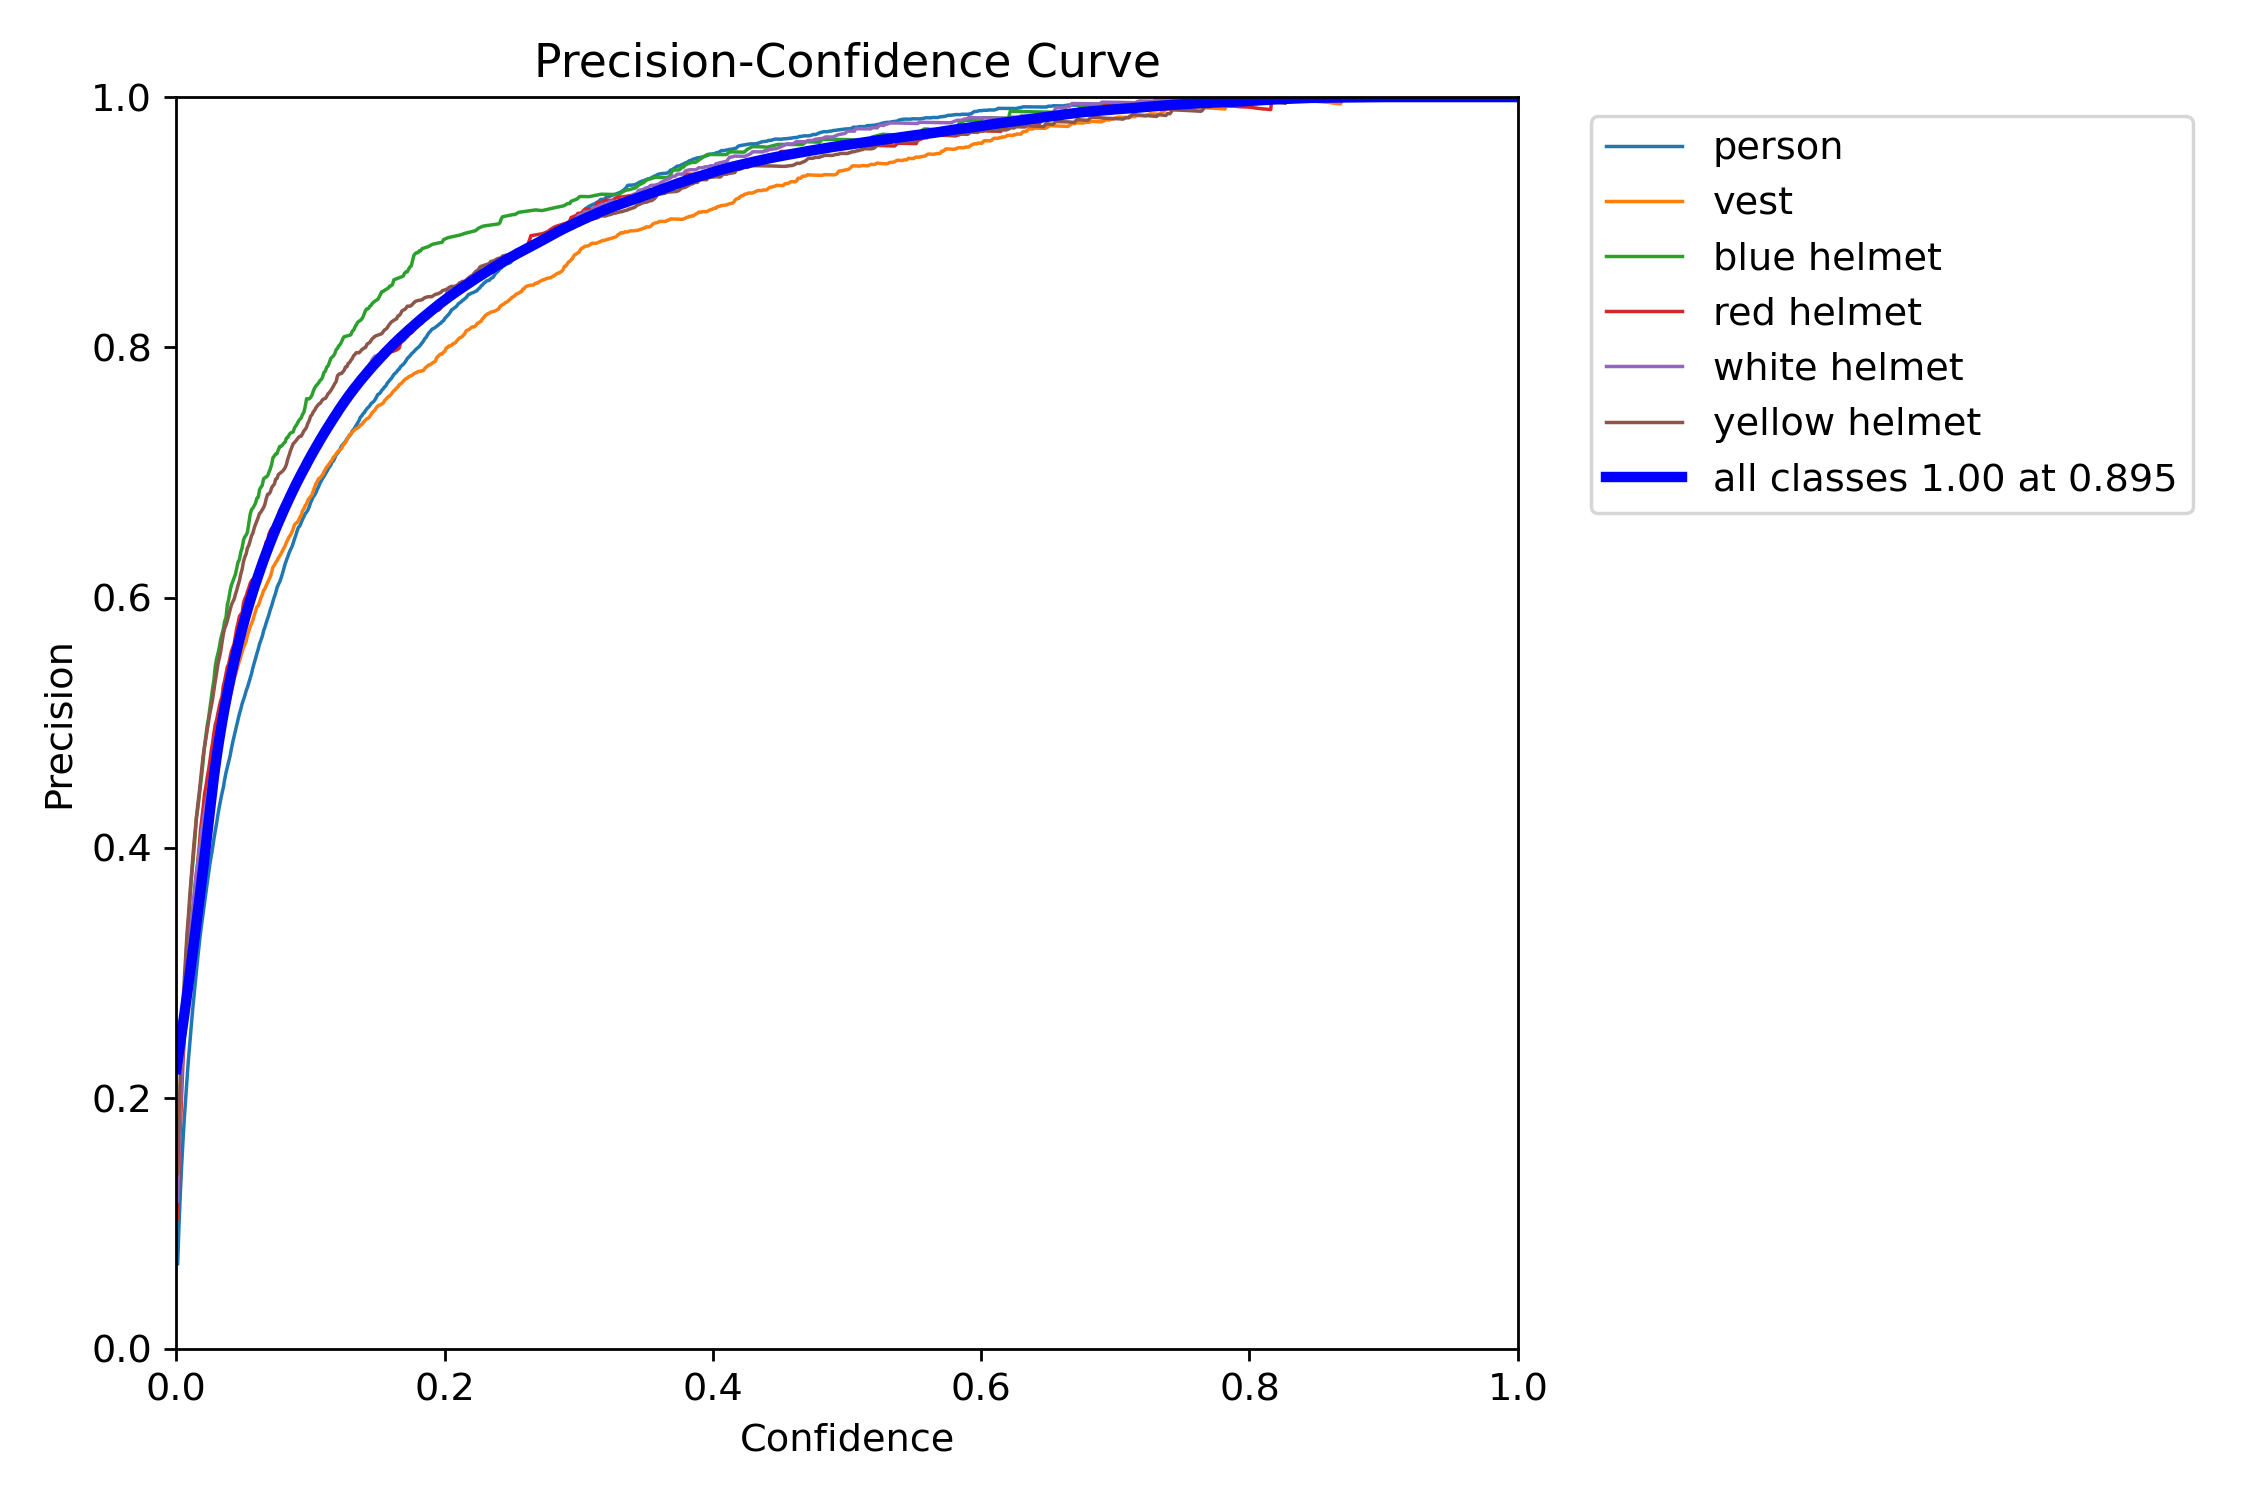 Precision-Confidence Curve
1.0
0.8
0.6
0.4
0.2
0.0
Precision
0.0 0.2 0.4 0.6 0.8 1.0
Confidence
person
vest
blue helmet
red helmet
white helmet
yellow helmet
all classes 1.00 at 0.895